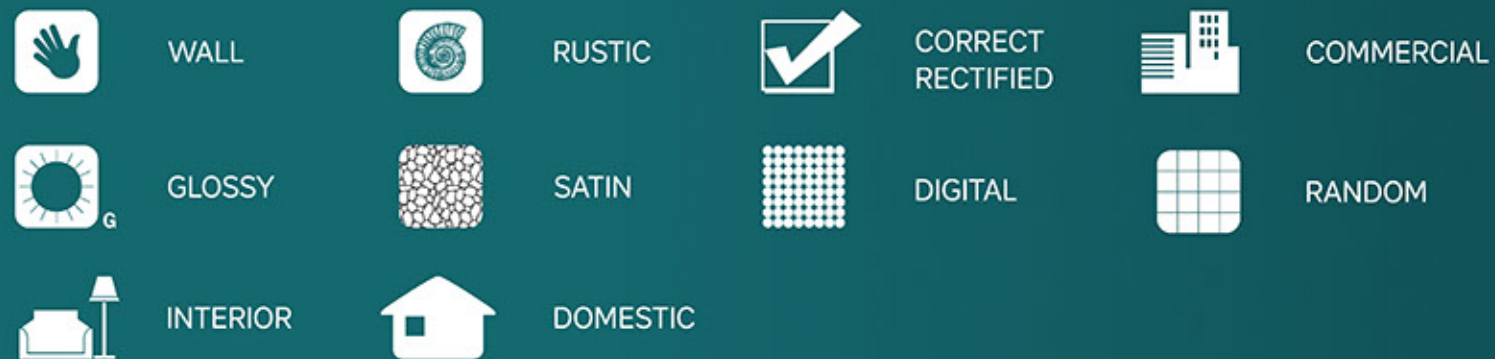 WALL
RUSTIC
CORRECT
RECTIFIED
COMMERCIAL
GLOSSY
G
SATIN
DIGITAL
RANDOM
INTERIOR
DOMESTIC